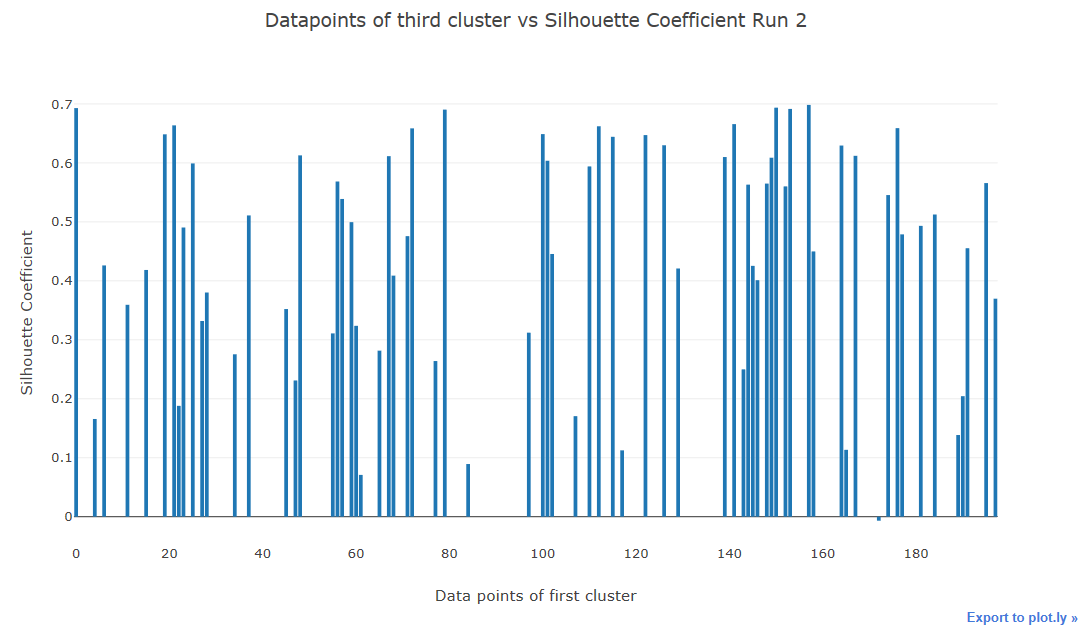 Datapoints of third cluster vs Silhouette Coefficient Run 2
Silhouette Coefficient
0.7
0.6
0.5
0.4
0.3
0.2
0.1
0
0 20 40 60 80 100 120 140 160 180
Data points of first cluster
Export to plot.ly »